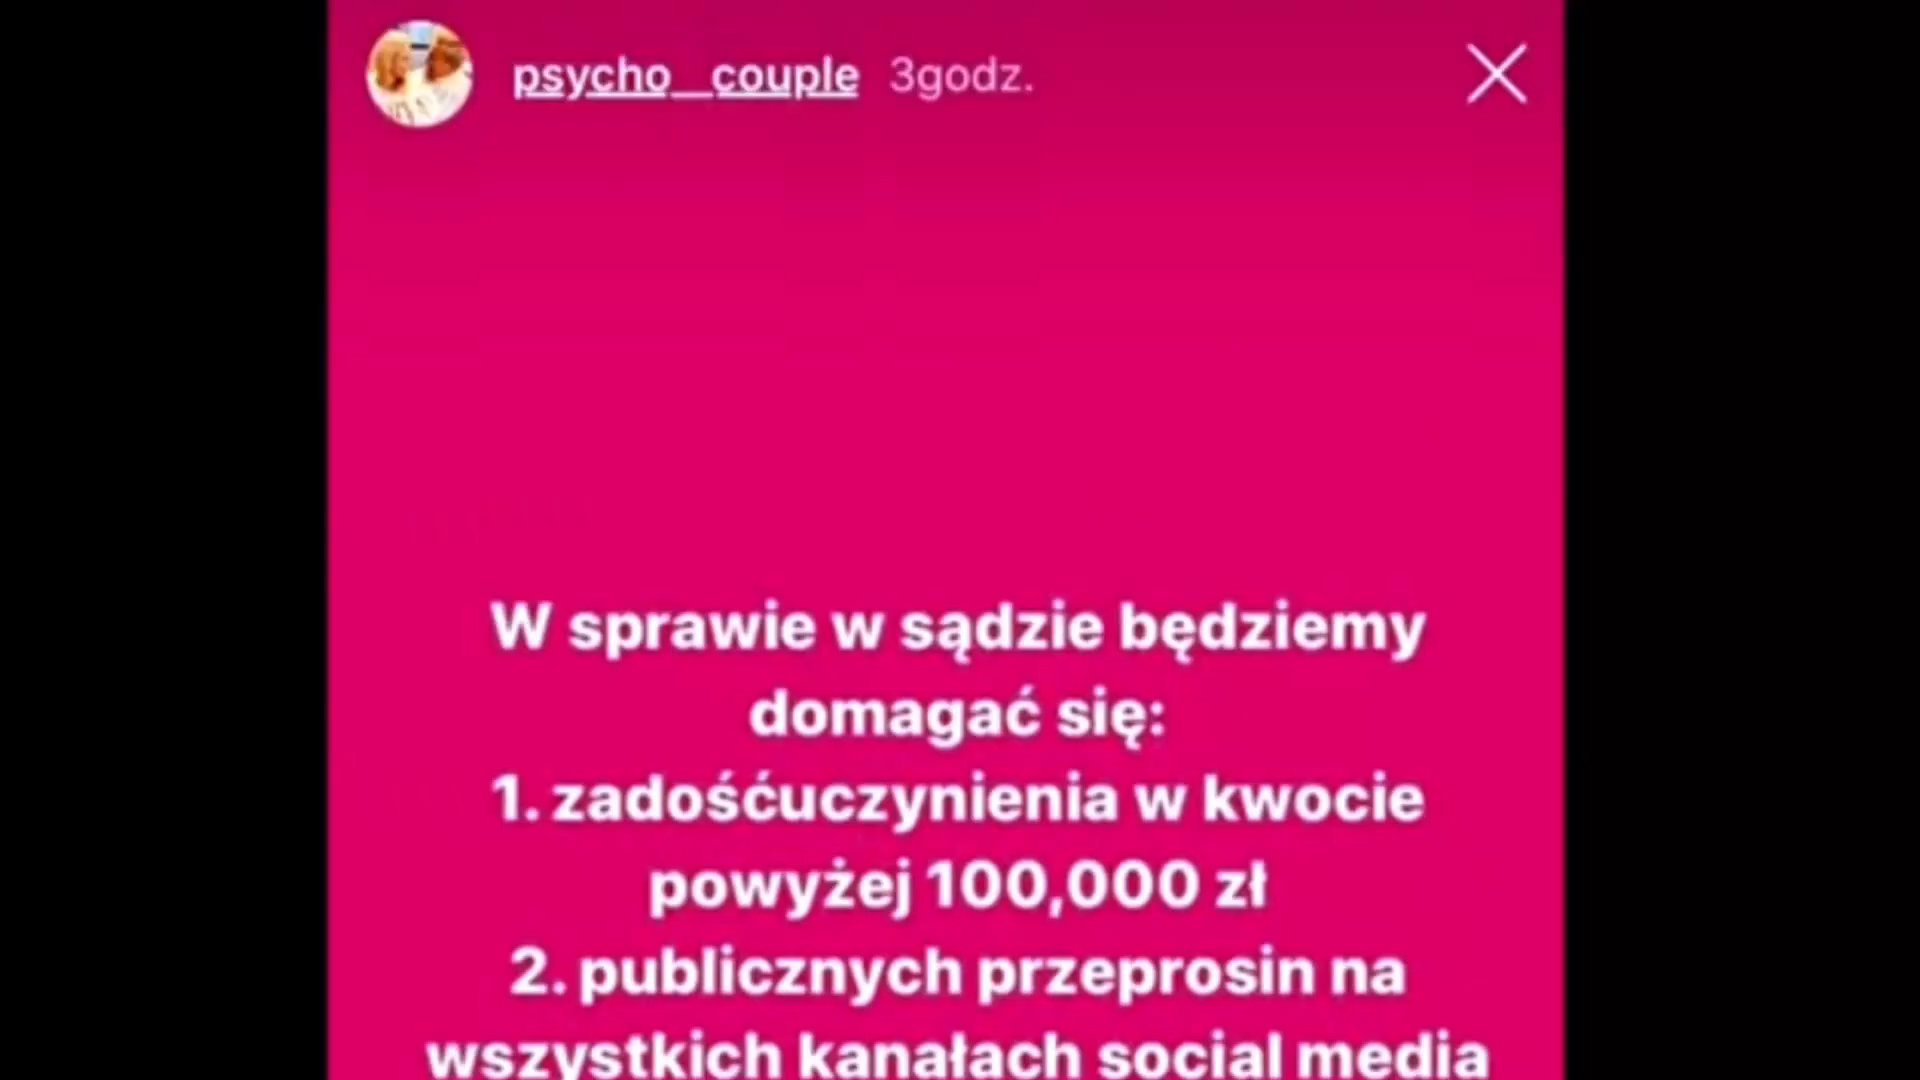 psycho__couple 3godz.
W sprawie w sądzie będziemy
domagać się:
1. zadośćuczynienia w kwocie
powyżej 100,000 zł
2. publicznych przeprosin na
wszystkich kanałach social media